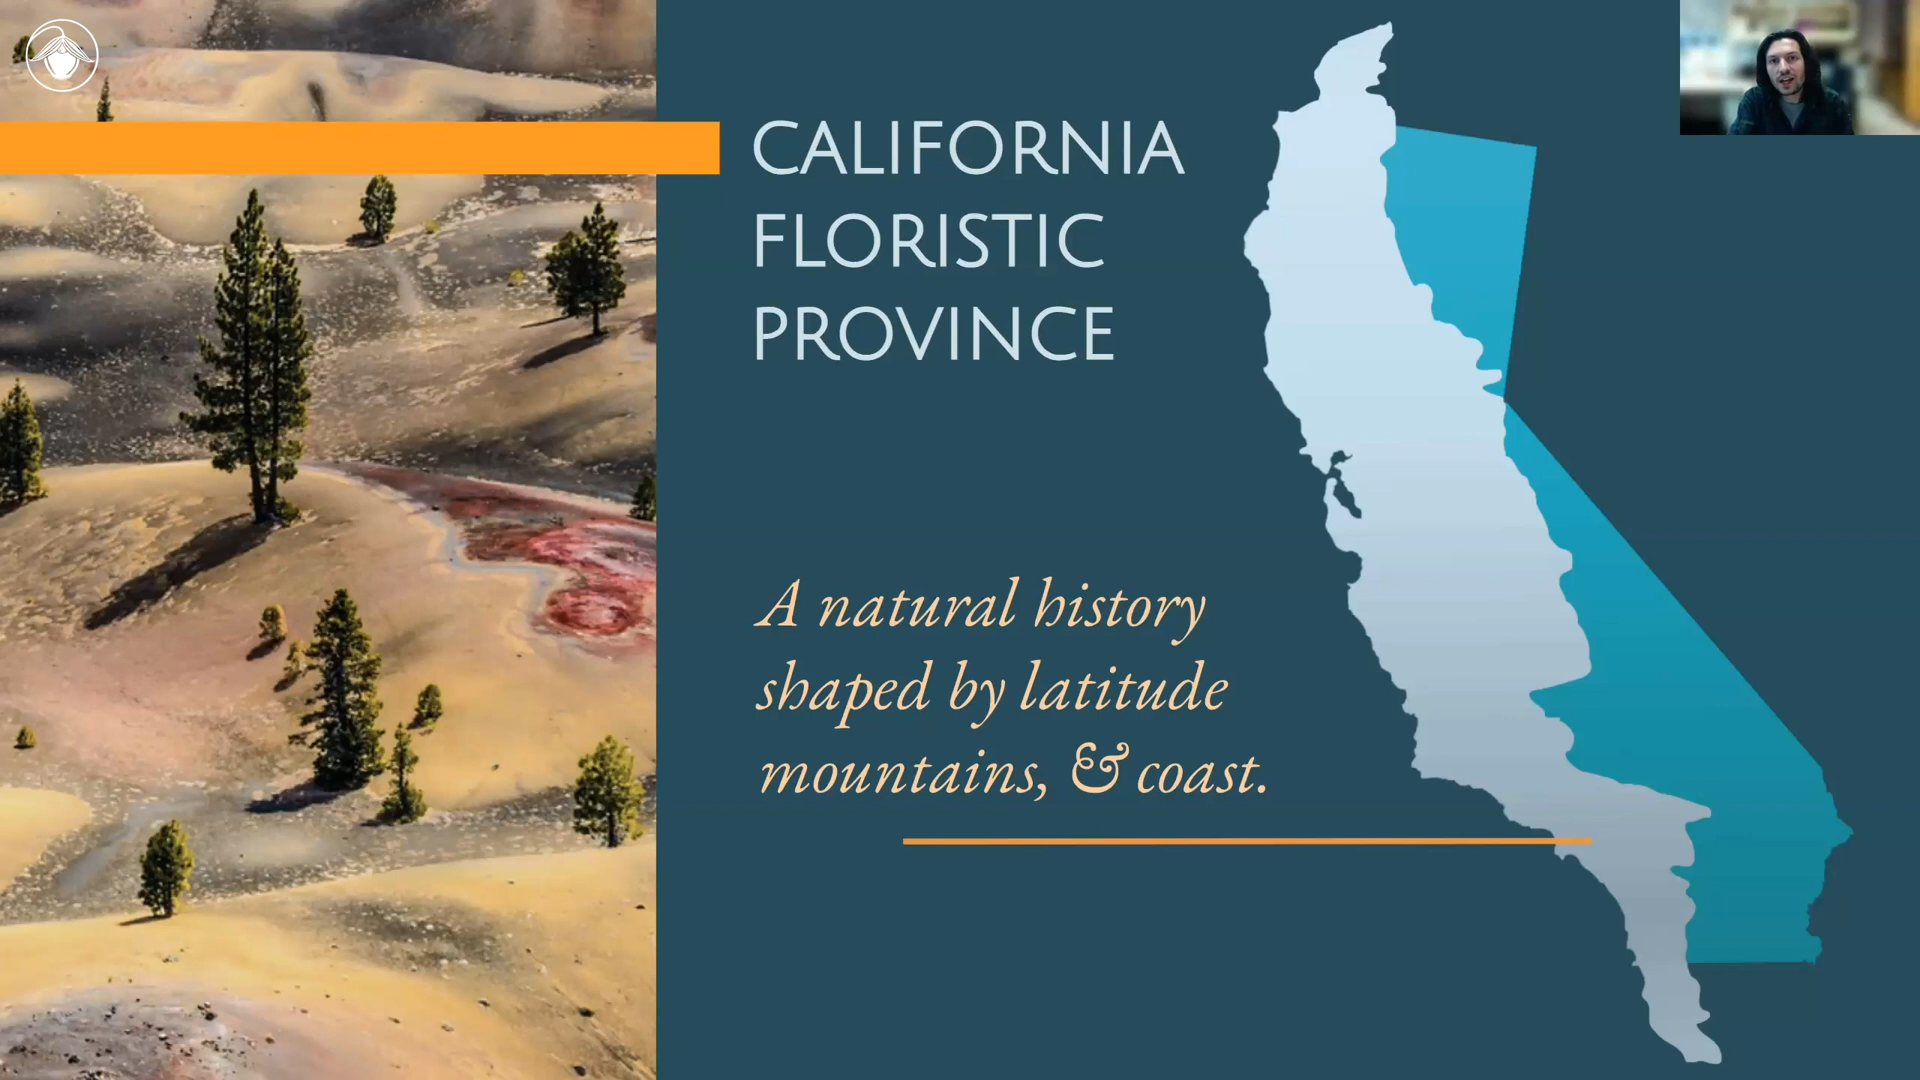 CALIFORNIA
FLORISTIC
PROVINCE
A natural history
shaped by latitude
mountains, & coast.